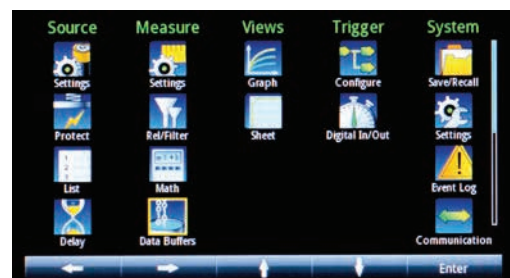 Source Measure Views Trigger System
Settings Settings Graph Configure Save/Recall
Protect Rel/Filter Sheet Digital In/Out Settings
List Math Event Log
Delay Data Buffers Communication
Enter